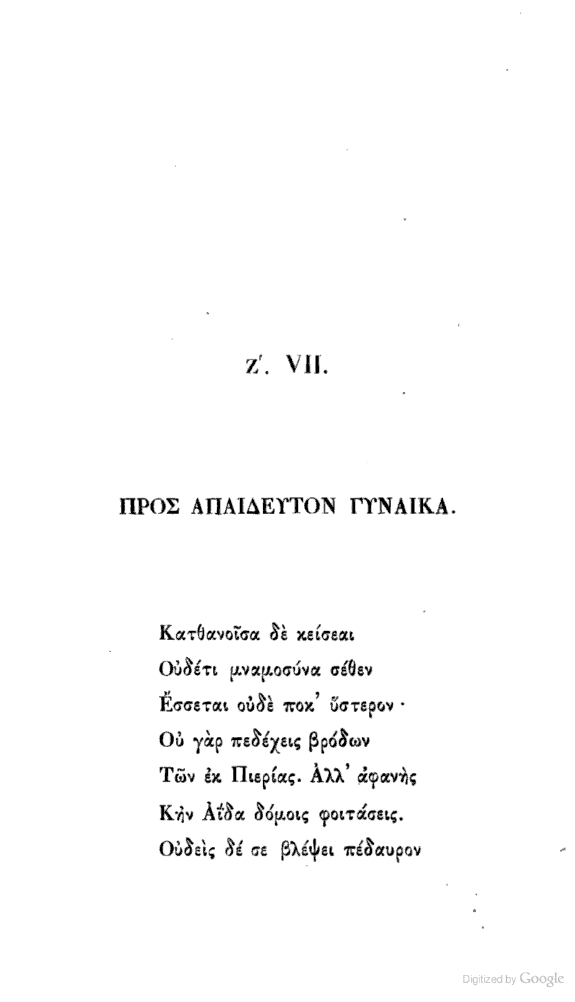 Ζ′. VII.
ΠΡΟΣ ΑΠΑΙΔΕΥΤΟΝ ΓΥΝΑΙΚΑ.
Κατθανοῖσα δὲ κείσεαι
Οὐδέτι μναμοσύνα σέθεν
Ἔσσεται οὐδὲ ποκ’ ὕστερον ·
Οὐ γὰρ πεδέχεις βρόδων
Τῶν ἐκ Πιερίας. Ἀλλ’ ἀφανὴς
Κἠν Ἀΐδα δόμοις φοιτάσεις.
Οὐδεὶς δέ σε βλέψει πέδαυρον
Digitized by Google